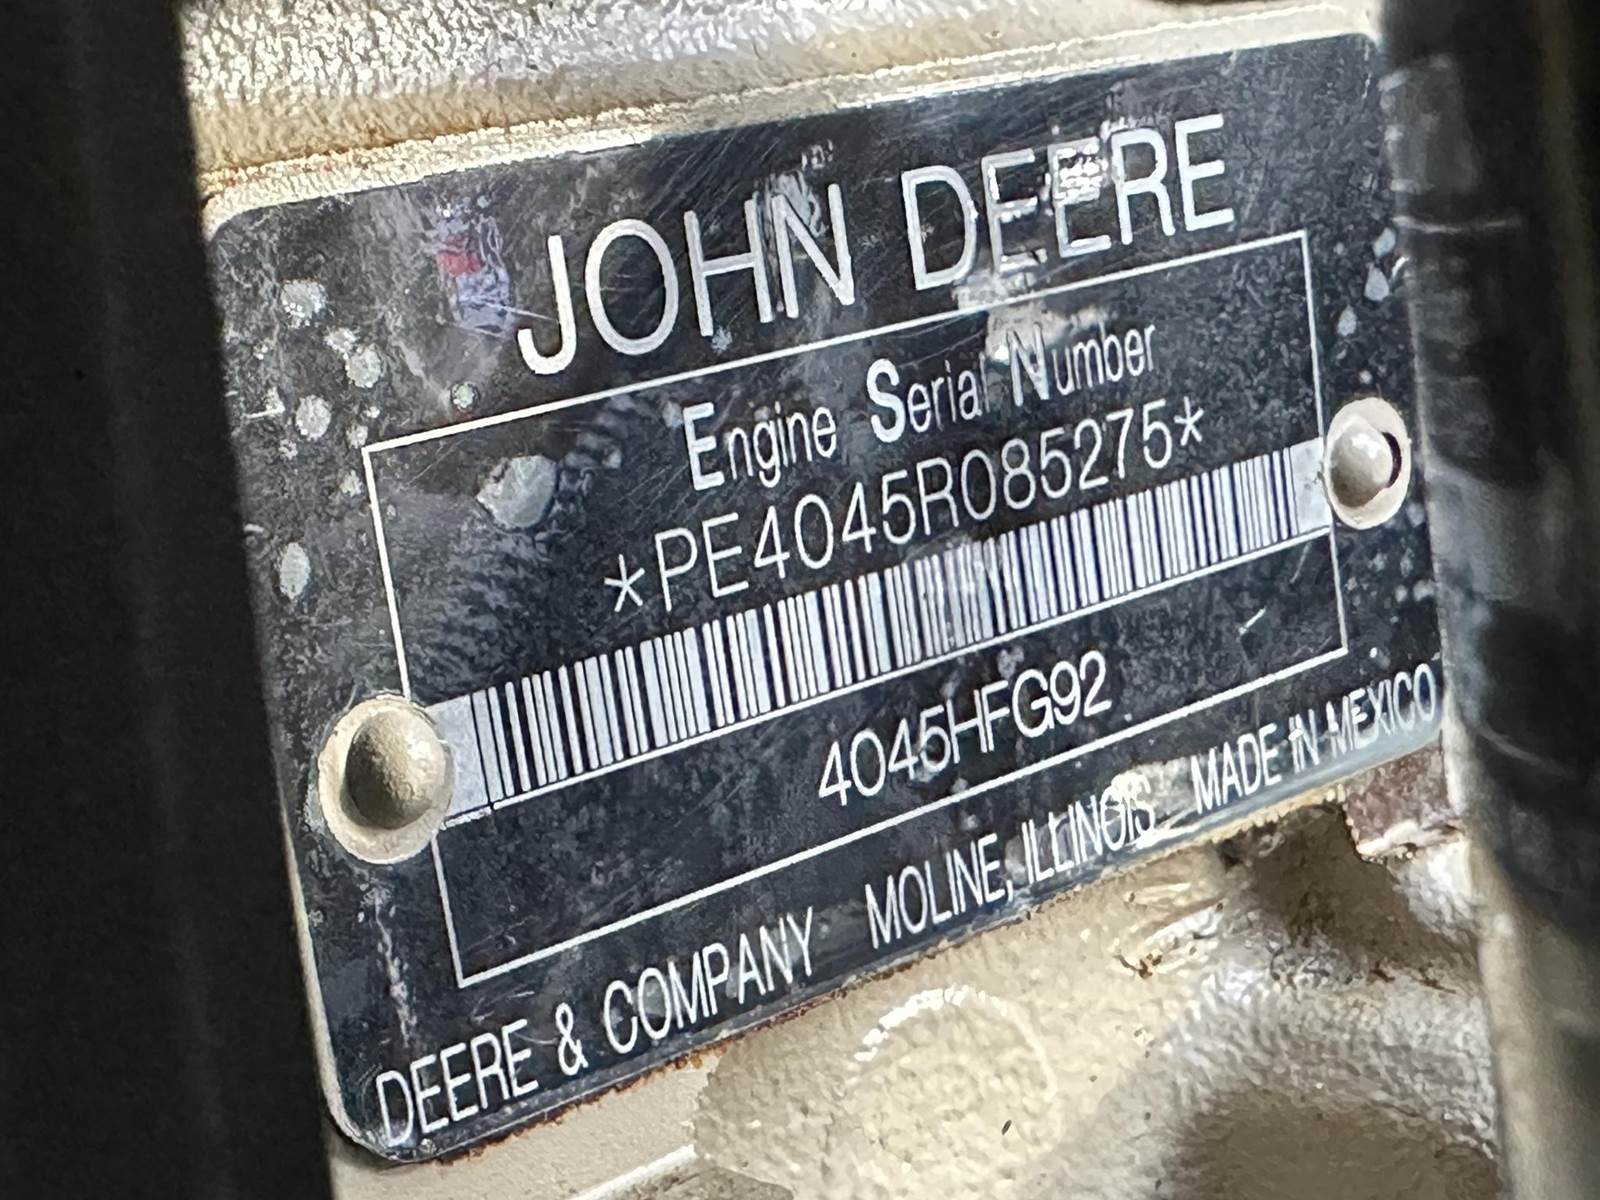 JOHN DEERE
Engine Serial Number
*PE4045R085275*
4045HFG92
DEERE & COMPANY MOLINE, ILLINOIS MADE IN MEXICO